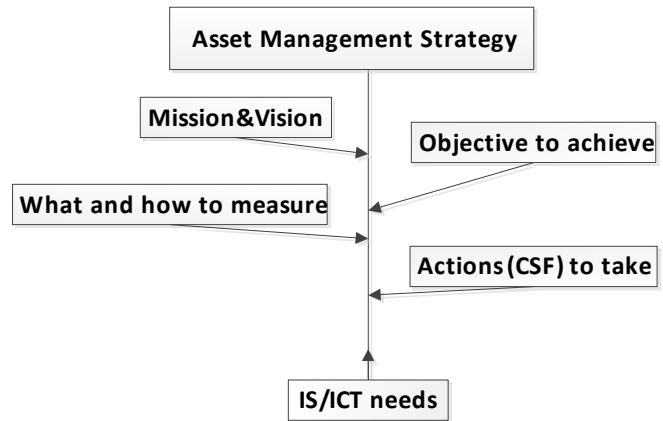 Asset Management Strategy
Mission&Vision
Objective to achieve
What and how to measure
Actions(CSF) to take
IS/ICT needs